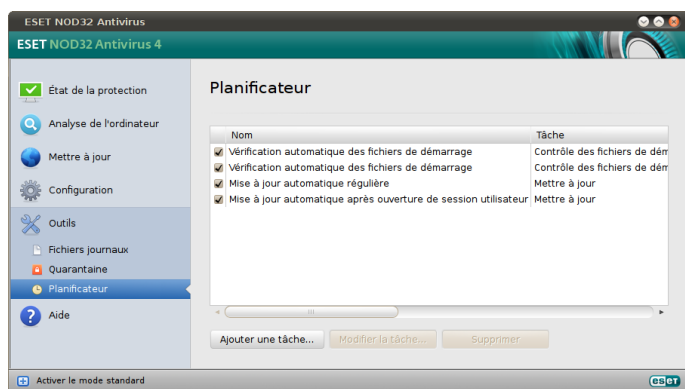 ESET NOD32 Antivirus
ESET NOD32 Antivirus 4
État de la protection
Analyse de l'ordinateur
Mettre à jour
Configuration
Outils
Fichiers journaux
Quarantaine
Planificateur
Aide
Planificateur
Nom Tâche
Vérification automatique des fichiers de démarrage Contrôle des fichiers de dém
Vérification automatique des fichiers de démarrage Contrôle des fichiers de dém
Mise à jour automatique régulière Mettre à jour
Mise à jour automatique après ouverture de session utilisateur Mettre à jour
Ajouter une tâche... Modifier la tâche... Supprimer
Activer le mode standard
eset